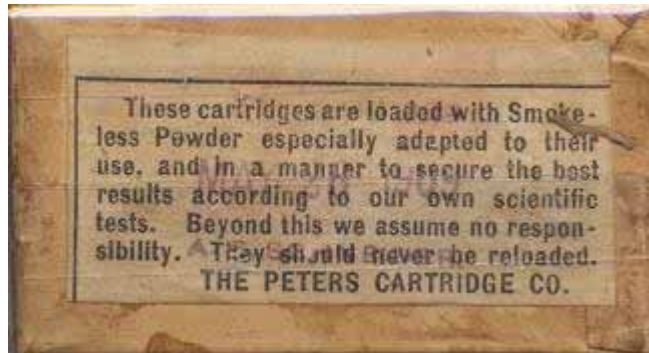 These cartridges are loaded with Smoke-
less Powder especially adapted to their
use, and in a manner to secure the best
results according to our own scientific
tests. Beyond this we assume no respon-
sibility. They should never be reloaded.
THE PETERS CARTRIDGE CO.